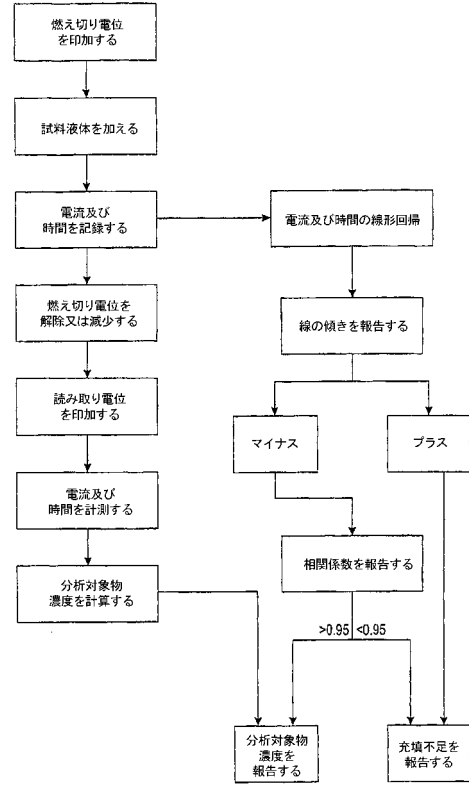 燃え切り電位
を印加する
試料液体を加える
電流及び
時間を記録する
電流及び時間の線形回帰
燃え切り電位を
解除又は減少する
線の傾きを報告する
読み取り電位
を印加する
マイナス
プラス
電流及び
時間を計測する
相関係数を報告する
分析対象物
濃度を計算する
>0.95
<0.95
分析対象物
濃度を
報告する
充填不足を
報告する